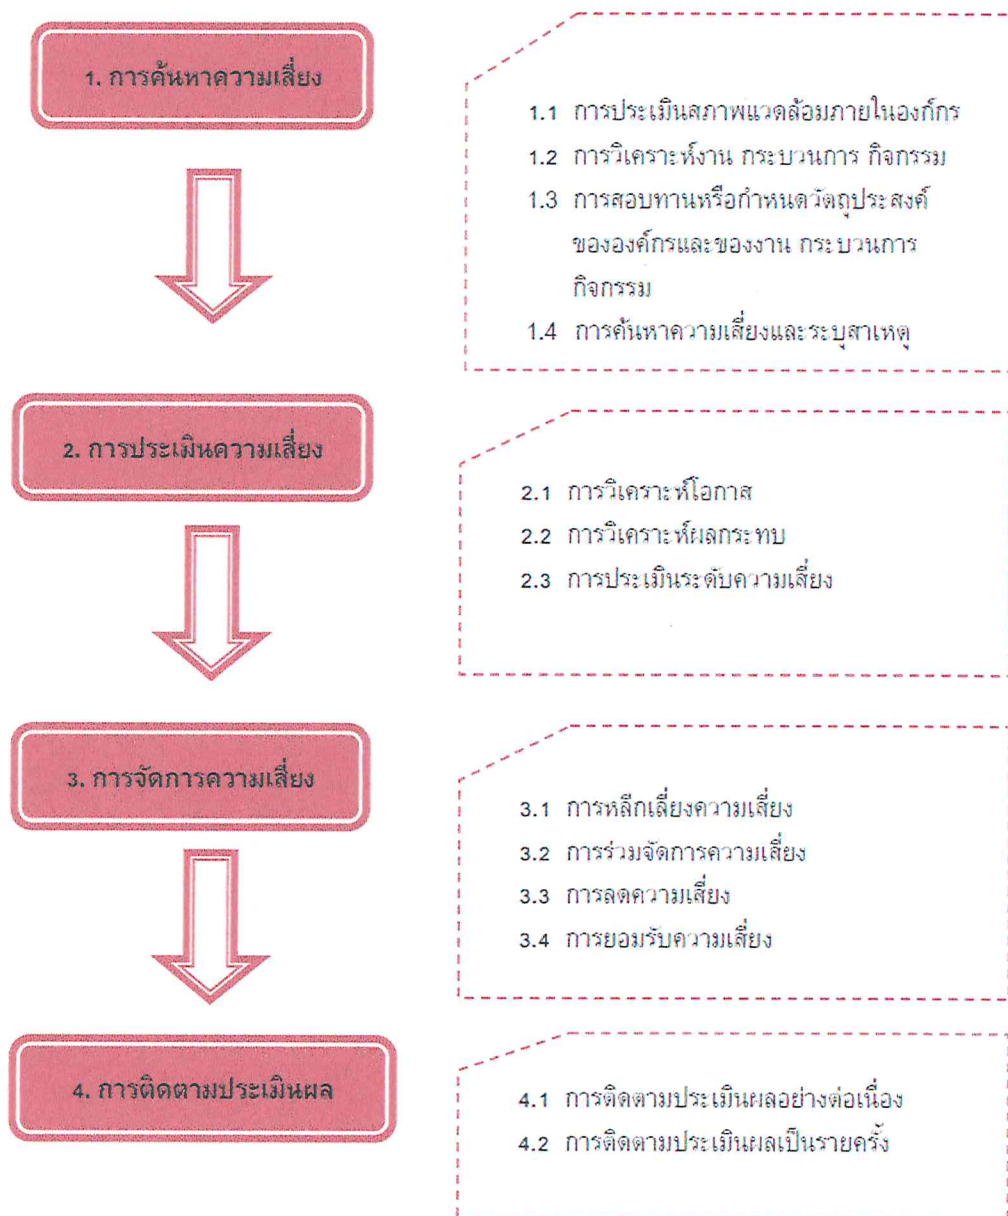 1. การค้นหาความเสี่ยง
1.1 การประเมินสภาพแวดล้อมภายในองค์กร
1.2 การวิเคราะห์งาน กระบวนการ กิจกรรม
1.3 การสอบทานหรือกำหนดวัตถุประสงค์
ขององค์กรและของงาน กระบวนการ
กิจกรรม
1.4 การค้นหาความเสี่ยงและระบุสาเหตุ
2. การประเมินความเสี่ยง
2.1 การวิเคราะห์โอกาส
2.2 การวิเคราะห์ผลกระทบ
2.3 การประเมินระดับความเสี่ยง
3. การจัดการความเสี่ยง
3.1 การหลีกเลี่ยงความเสี่ยง
3.2 การร่วมจัดการความเสี่ยง
3.3 การลดความเสี่ยง
3.4 การยอมรับความเสี่ยง
4. การติดตามประเมินผล
4.1 การติดตามประเมินผลอย่างต่อเนื่อง
4.2 การติดตามประเมินผลเป็นรายครั้ง